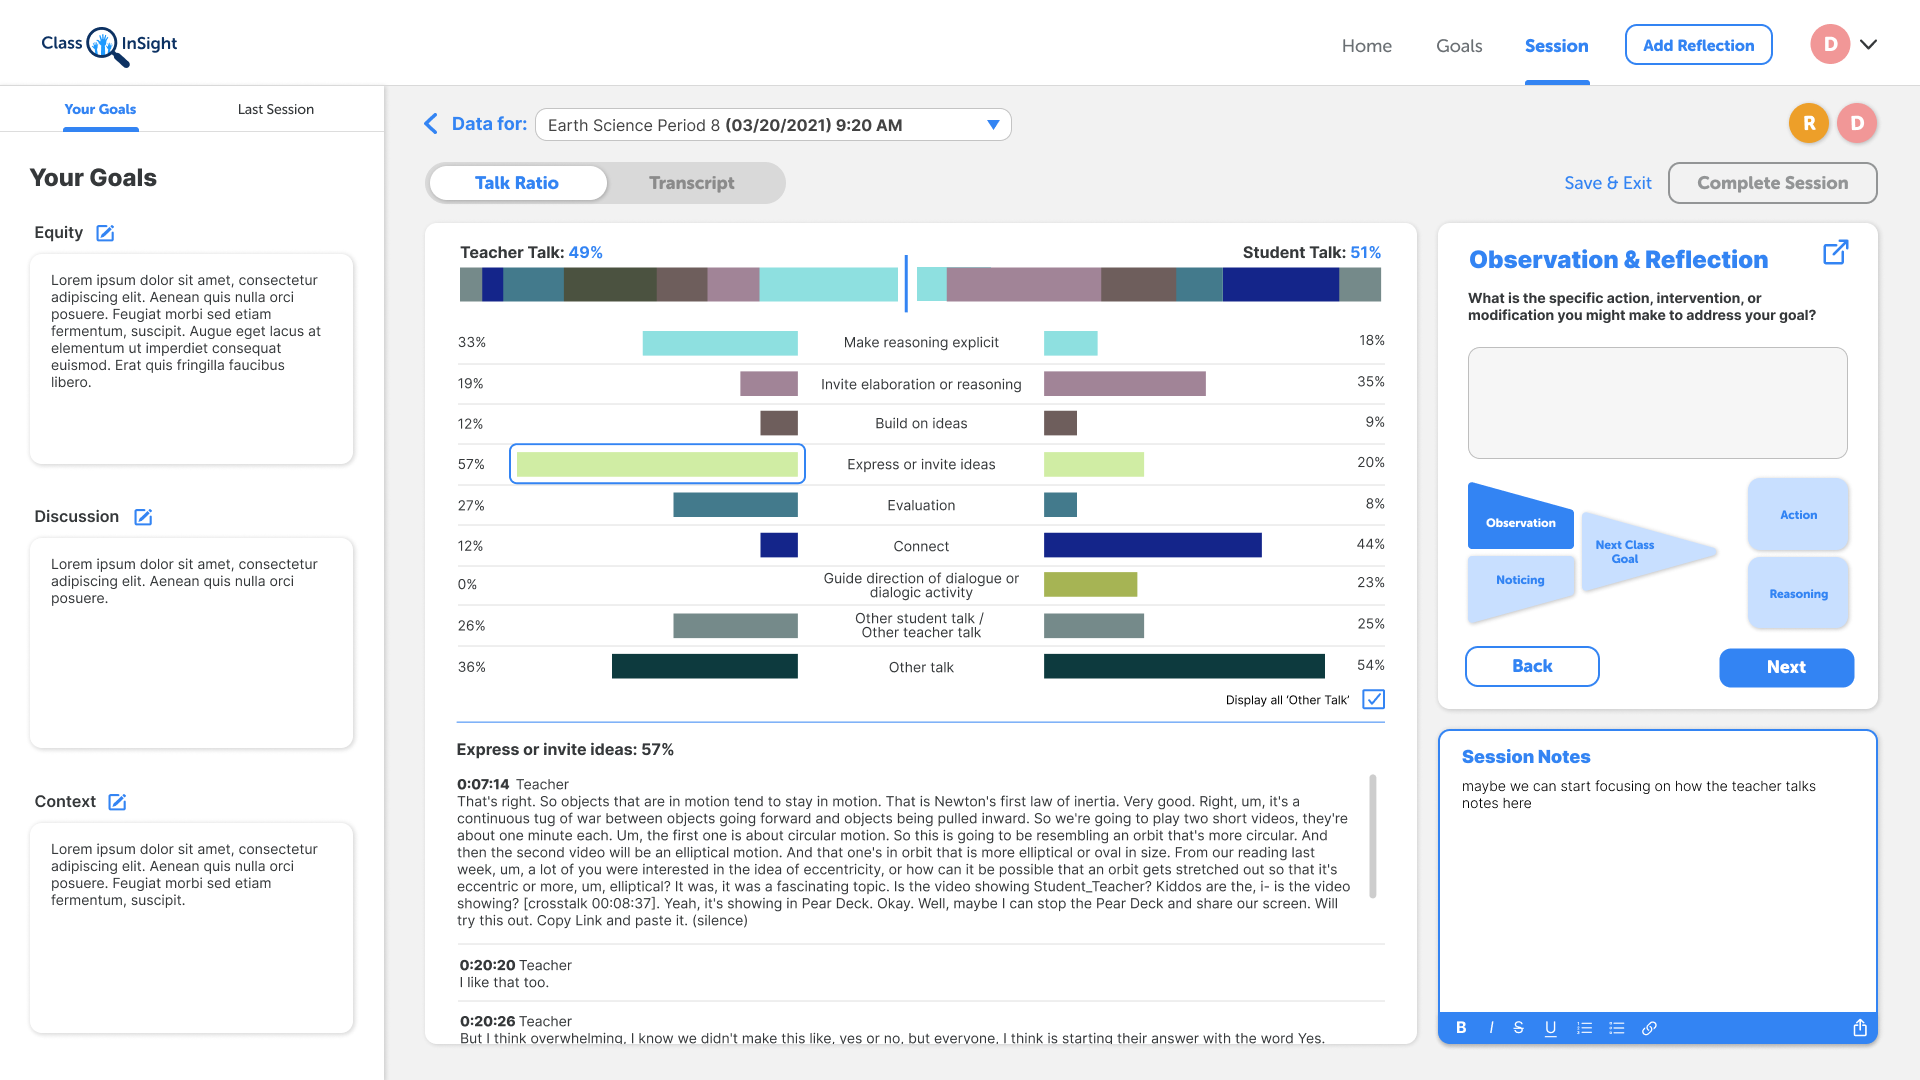 Class InSight
Home
Goals
Session
Add Reflection
D
Your Goals
Last Session
Your Goals
Equity
Lorem ipsum dolor sit amet, consectetur
adipiscing elit. Aenean quis nulla orci
posuere. Feugiat morbi sed etiam
fermentum, suscipit. Augue eget lacus at
elementum ut imperdiet consequat
euismod. Erat quis fringilla faucibus
libero.
Discussion
Lorem ipsum dolor sit amet, consectetur
adipiscing elit. Aenean quis nulla orci
posuere.
Context
Lorem ipsum dolor sit amet, consectetur
adipiscing elit. Aenean quis nulla orci
posuere. Feugiat morbi sed etiam
fermentum, suscipit.
Data for:
Earth Science Period 8 (03/20/2021) 9:20 AM
R
D
Talk Ratio
Transcript
Save & Exit
Complete Session
Teacher Talk: 49%
Student Talk: 51%
33% Make reasoning explicit 18%
19% Invite elaboration or reasoning 35%
12% Build on ideas 9%
57% Express or invite ideas 20%
27% Evaluation 8%
12% Connect 44%
0% Guide direction of dialogue or
dialogic activity 23%
26% Other student talk /
Other teacher talk 25%
36% Other talk 54%
Display all ‘Other Talk’
Express or invite ideas: 57%
0:07:14 Teacher
That's right. So objects that are in motion tend to stay in motion. That is Newton's first law of inertia. Very good. Right, um, it's a
continuous tug of war between objects going forward and objects being pulled inward. So we're going to play two short videos, they're
about one minute each. Um, the first one is about circular motion. So this is going to be resembling an orbit that's more circular. And
then the second video will be an elliptical motion. And that one's in orbit that is more elliptical or oval in size. From our reading last
week, um, a lot of you were interested in the idea of eccentricity, or how can it be possible that an orbit gets stretched out so that it's
eccentric or more, um, elliptical? It was, it was a fascinating topic. Is the video showing Student_Teacher? Kiddos are the, i- is the video
showing? [crosstalk 00:08:37]. Yeah, it's showing in Pear Deck. Okay. Well, maybe I can stop the Pear Deck and share our screen. Will
try this out. Copy Link and paste it. (silence)
0:20:20 Teacher
I like that too.
0:20:26 Teacher
But I think overwhelming, I know we didn't make this like, yes or no, but everyone, I think is starting their answer with the word Yes.
Observation & Reflection
What is the specific action, intervention, or
modification you might make to address your goal?
Observation
Noticing
Next Class
Goal
Action
Reasoning
Back
Next
Session Notes
maybe we can start focusing on how the teacher talks
notes here
B I S U